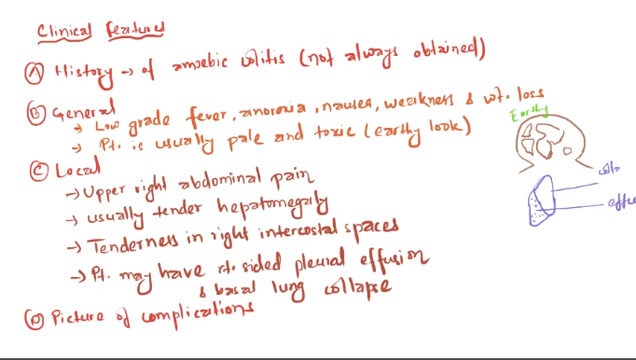 Clinical features
(A) History → of amoebic colitis (not always obtained)
(B) General
→ Low grade fever, anorexia, nausea, weakness & wt. loss
→ Pt. is usually pale and toxic (earthy look)
Earthy
(C) Local
→ Upper right abdominal pain
→ usually tender hepatomegaly
→ Tenderness in right intercostal spaces
→ Pt. may have rt. sided pleural effusion
& basal lung collapse
(D) Picture of complications